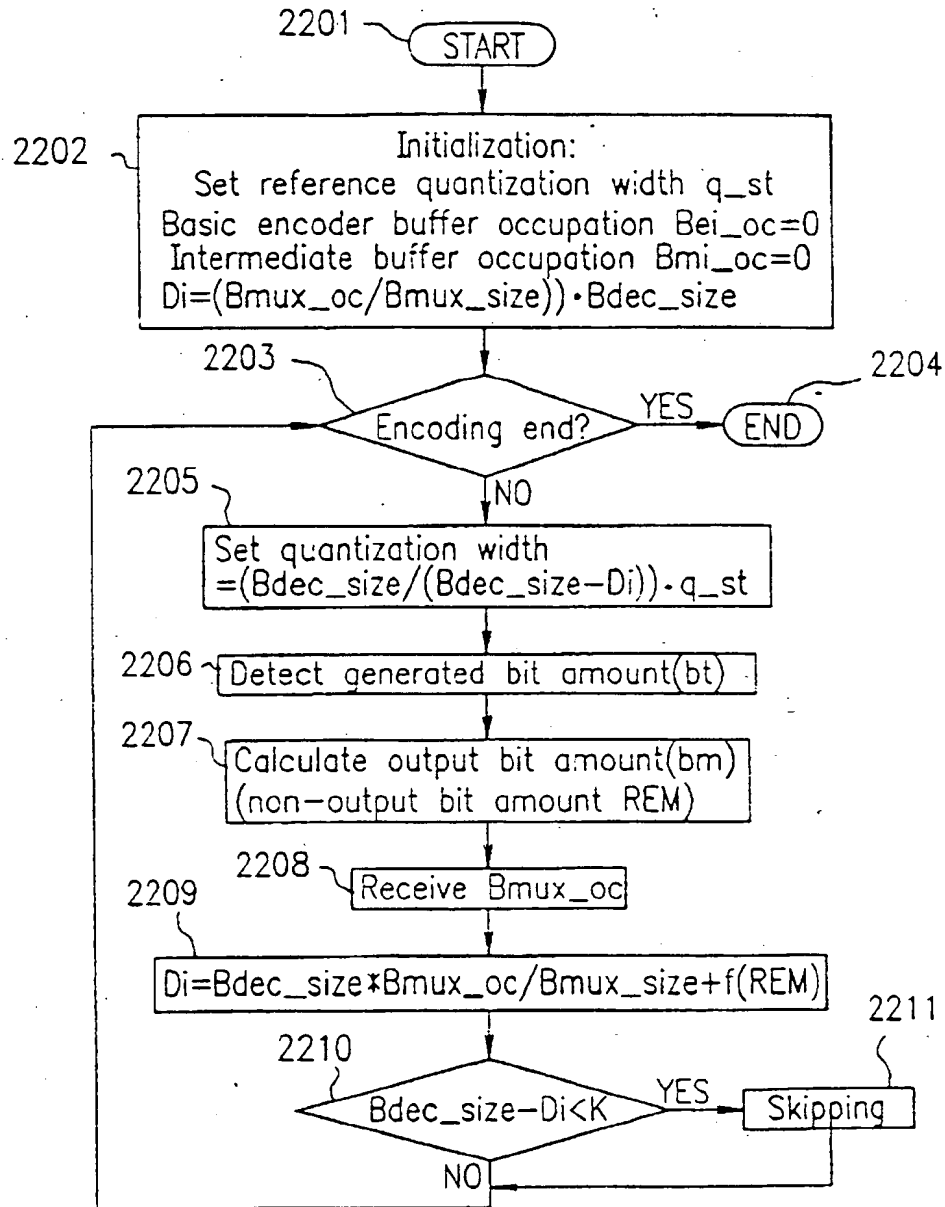 2201
START
2202
Initialization:
Set reference quantization width q_st
Basic encoder buffer occupation Bei_oc=0
Intermediate buffer occupation Bmi_oc=0
Di=(Bmux_oc/Bmux_size))·Bdec_size
2203
2204
Encoding end?
YES
END
NO
2205
Set quantization width
=(Bdec_size/(Bdec_size-Di))·q_st
2206
Detect generated bit amount(bt)
2207
Calculate output bit amount(bm)
(non-output bit amount REM)
2208
Receive Bmux_oc
2209
Di=Bdec_size*Bmux_oc/Bmux_size+f(REM)
2210
2211
Bdec_size-Di<K
YES
Skipping
NO